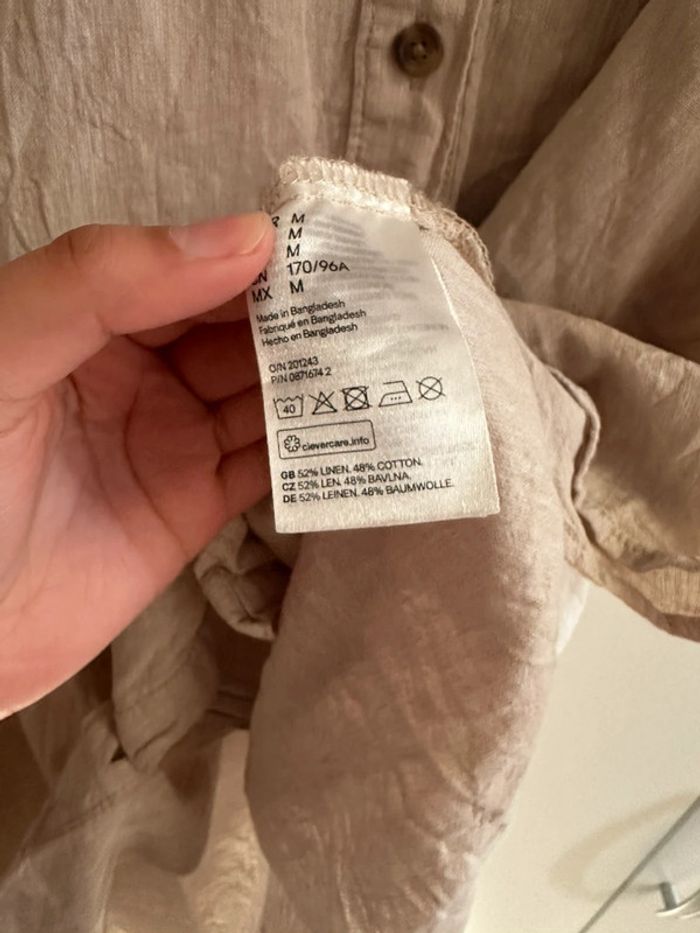 M
M
M
170/96A
MX M
Made in Bangladesh
Fabriqué en Bangladesh
Hecho en Bangladesh
O/N 201243
P/N 0871674 2
40
clevercare.info
GB 52% LINEN. 48% COTTON.
CZ 52% LEN. 48% BAVLNA.
DE 52% LEINEN. 48% BAUMWOLLE.